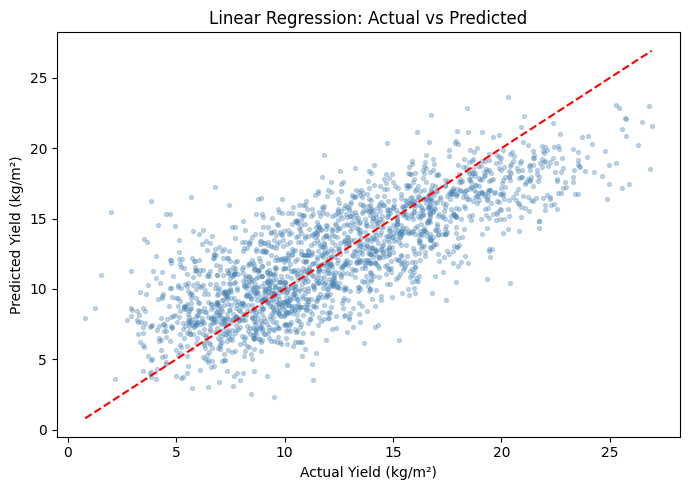 Linear Regression: Actual vs Predicted
Predicted Yield (kg/m²)
25
20
15
10
5
0
0 5 10 15 20 25
Actual Yield (kg/m²)